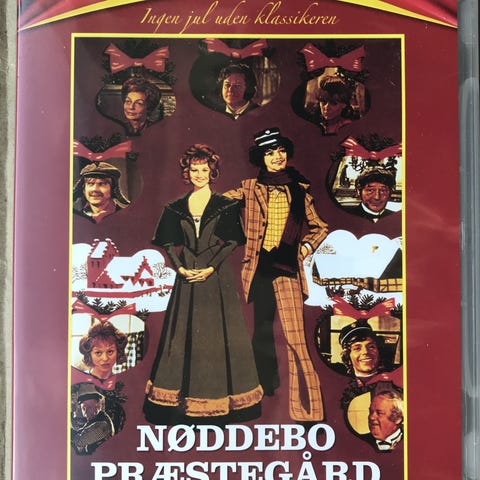 Ingen jul uden klassikeren
NØDDEBO
PRÆSTEGÅRD